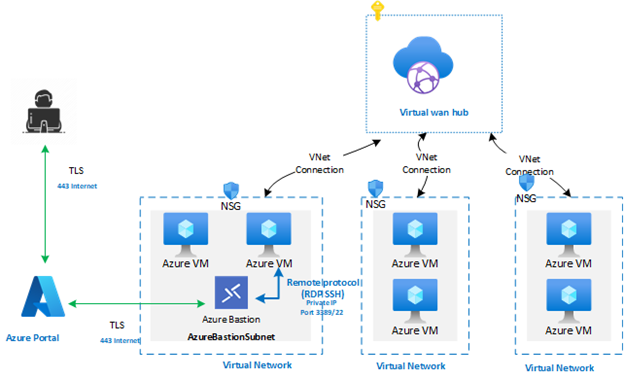 Virtual wan hub
VNet
Connection
VNet
Connection
VNet
Connection
TLS
443 Internet
NSG
NSG
NSG
Azure VM
Azure VM
Azure VM
Azure VM
Remote protocol
(RDP/SSH)
Private IP
Port 3389/22
Azure Bastion
AzureBastionSubnet
Azure VM
Azure VM
Azure Portal
TLS
443 Internet
Virtual Network
Virtual Network
Virtual Network